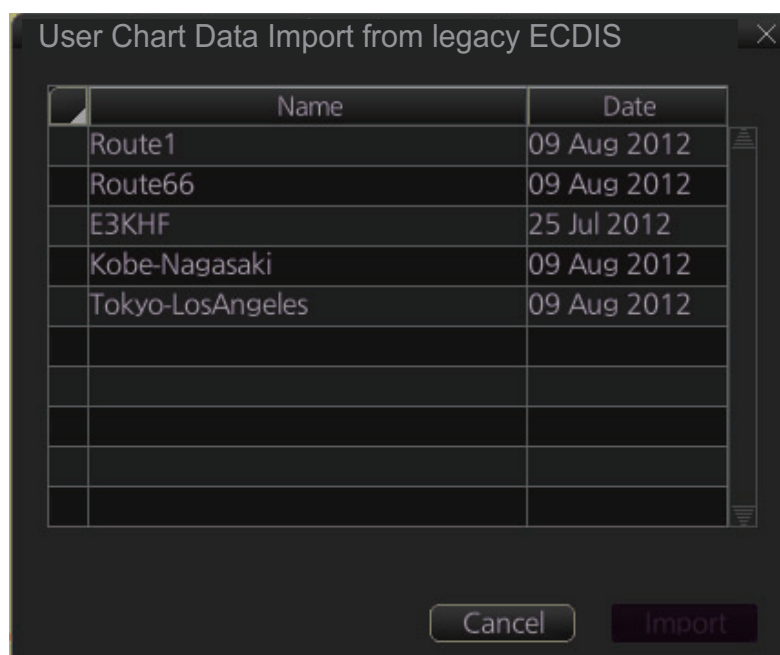 User Chart Data Import from legacy ECDIS
Name Date
Route1 09 Aug 2012
Route66 09 Aug 2012
E3KHF 25 Jul 2012
Kobe-Nagasaki 09 Aug 2012
Tokyo-LosAngeles 09 Aug 2012
Cancel Import